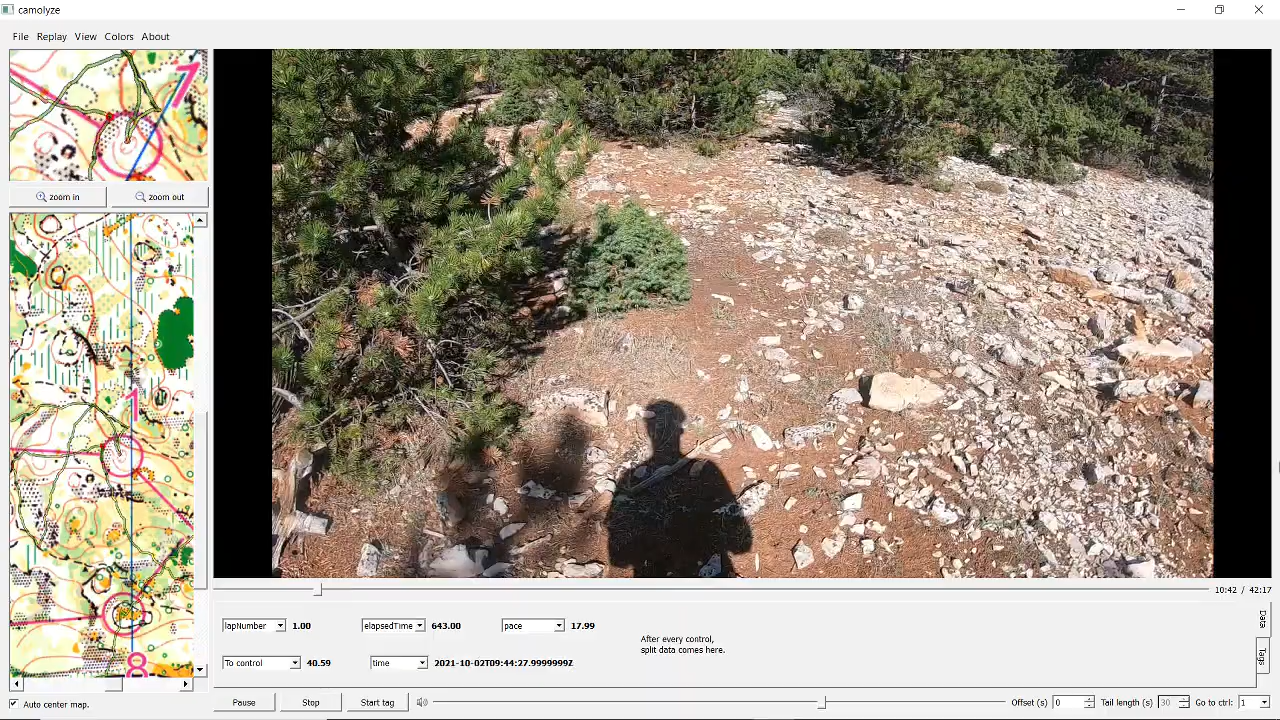 camolyze
File Replay View Colors About
1
zoom in zoom out
1
8
Auto center map.
10:42 / 42:17
lapNumber 1.00 elapsedTime 643.00 pace 17.99
After every control,
split data comes here.
To control 40.59 time 2021-10-02T09:44:27.9999999Z
Data
Tags
Pause Stop Start tag Offset (s) 0 Tail length (s) 30 Go to ctrl: 1